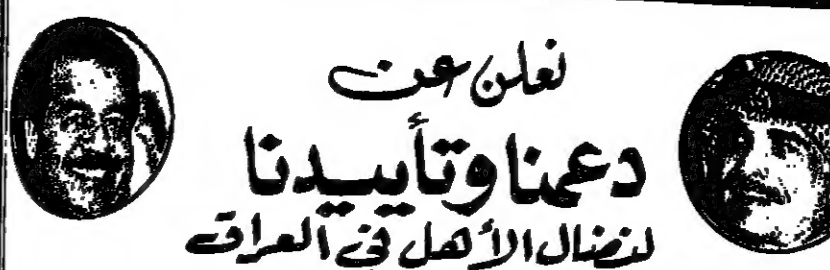 نعلن عن
دعمنا وتأييدنا
لنضال الأهل في العراق